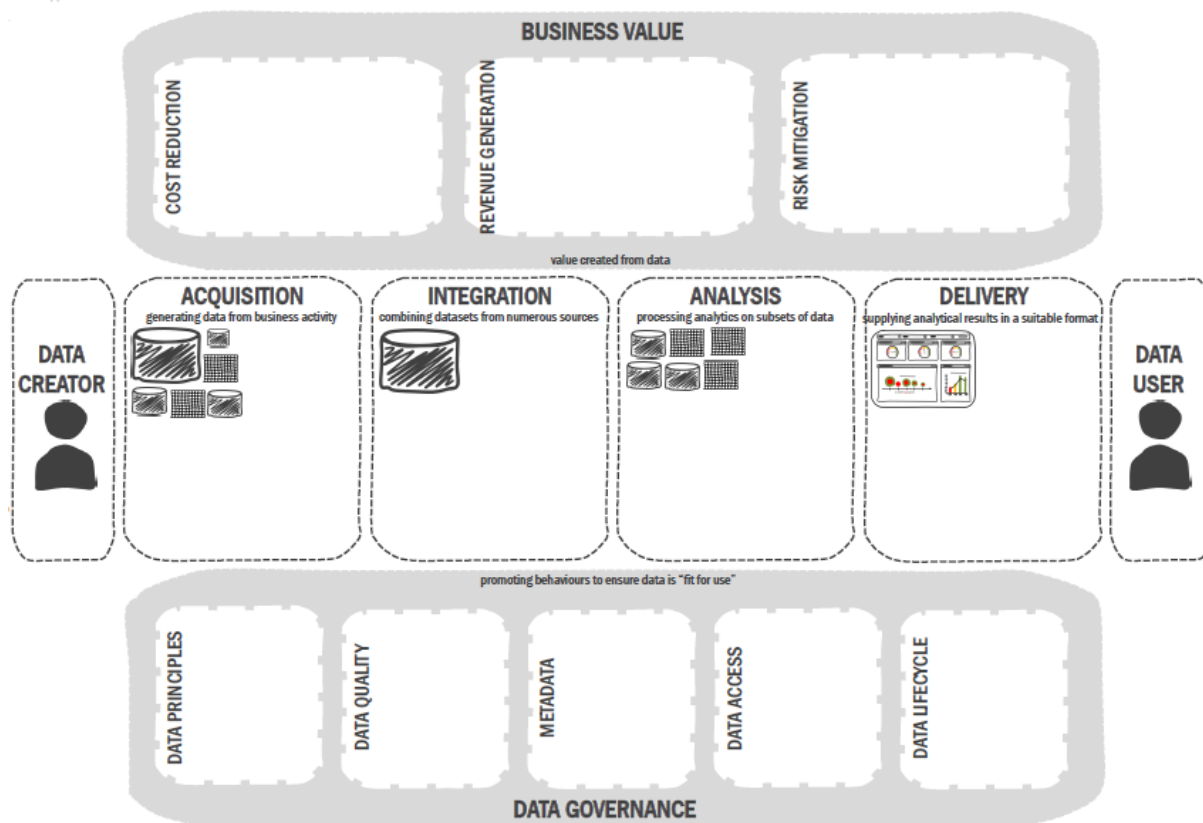 BUSINESS VALUE
COST REDUCTION
REVENUE GENERATION
RISK MITIGATION
value created from data
DATA
CREATOR
ACQUISITION
generating data from business activity
INTEGRATION
combining datasets from numerous sources
ANALYSIS
processing analytics on subsets of data
DELIVERY
supplying analytical results in a suitable format
DATA
USER
promoting behaviours to ensure data is “fit for use”
DATA PRINCIPLES
DATA QUALITY
METADATA
DATA ACCESS
DATA LIFECYCLE
DATA GOVERNANCE